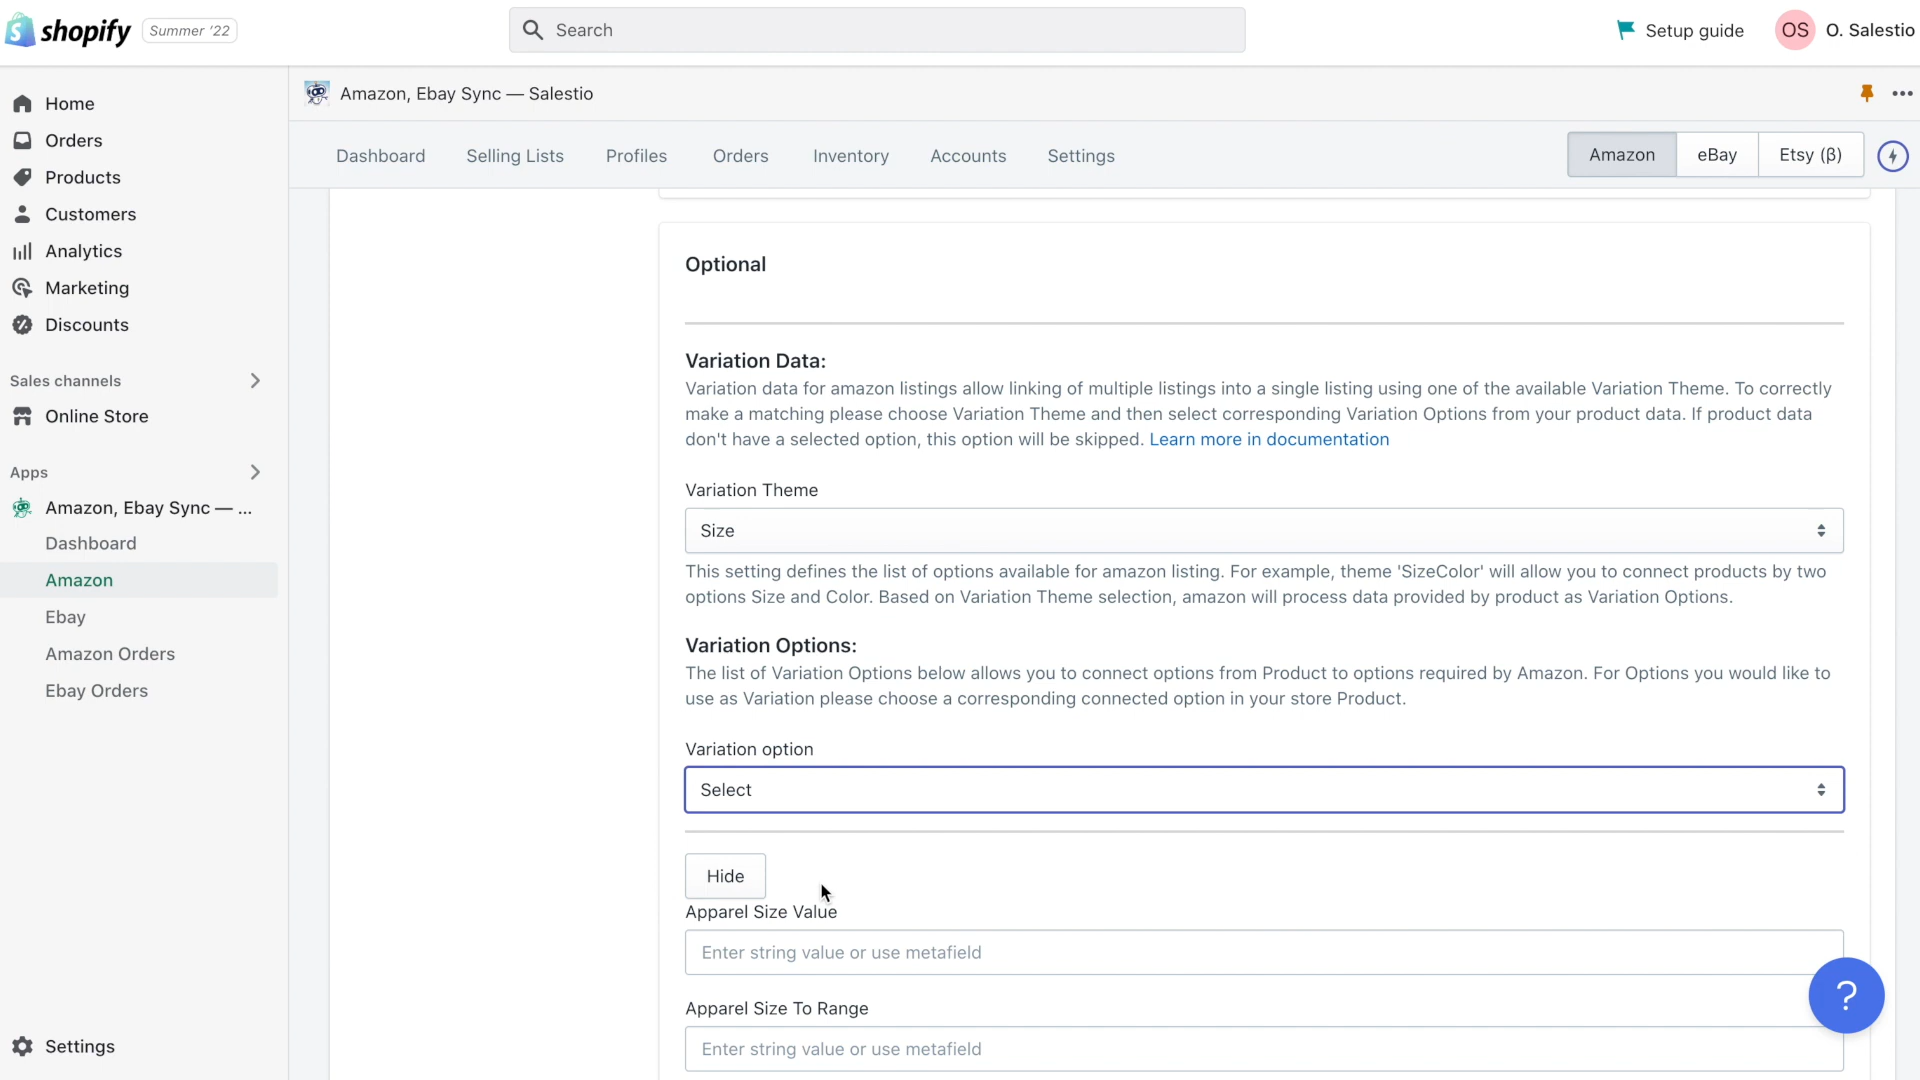 shopify
Summer '22
Search
Setup guide
OS
O. Salestio
Home
Orders
Products
Customers
Analytics
Marketing
Discounts
Sales channels
Online Store
Apps
Amazon, Ebay Sync — ...
Dashboard
Amazon
Ebay
Amazon Orders
Ebay Orders
Settings
Amazon, Ebay Sync — Salestio
Dashboard
Selling Lists
Profiles
Orders
Inventory
Accounts
Settings
Amazon
eBay
Etsy (β)
Optional
Variation Data:
Variation data for amazon listings allow linking of multiple listings into a single listing using one of the available Variation Theme. To correctly
make a matching please choose Variation Theme and then select corresponding Variation Options from your product data. If product data
don't have a selected option, this option will be skipped. Learn more in documentation
Variation Theme
Size
This setting defines the list of options available for amazon listing. For example, theme 'SizeColor' will allow you to connect products by two
options Size and Color. Based on Variation Theme selection, amazon will process data provided by product as Variation Options.
Variation Options:
The list of Variation Options below allows you to connect options from Product to options required by Amazon. For Options you would like to
use as Variation please choose a corresponding connected option in your store Product.
Variation option
Select
Hide
Apparel Size Value
Enter string value or use metafield
Apparel Size To Range
Enter string value or use metafield
?